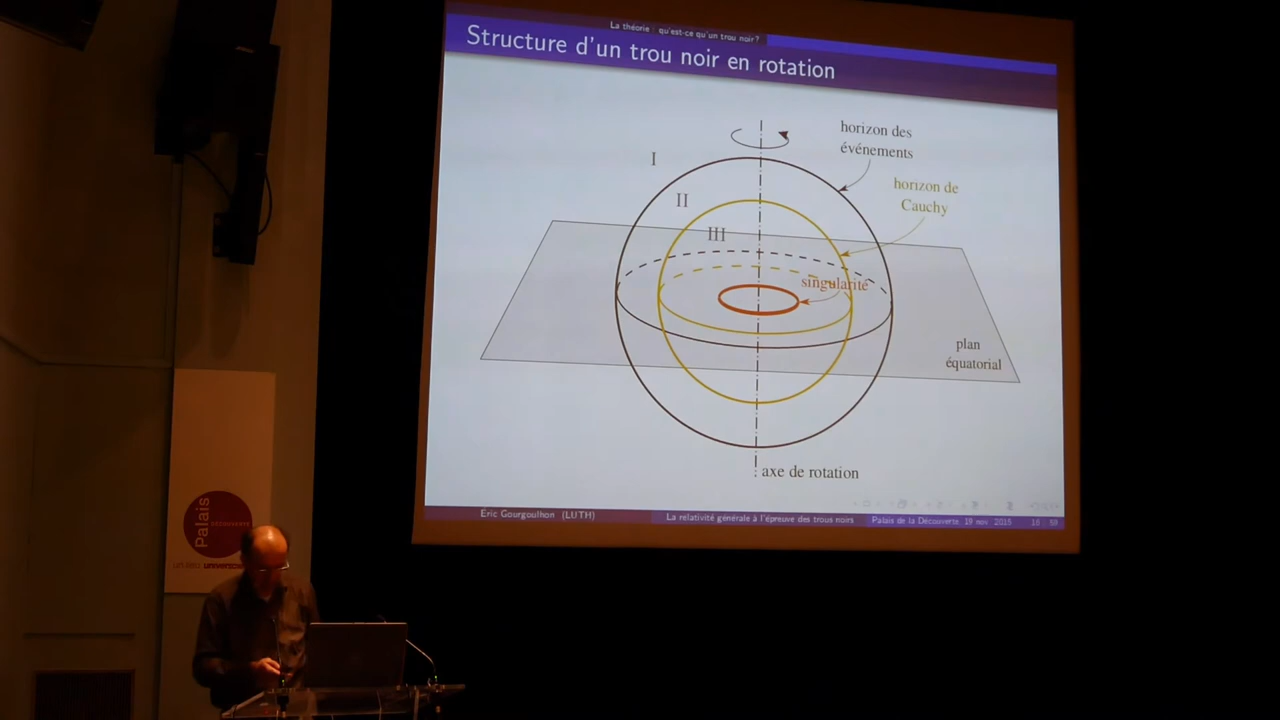 La théorie : qu'est-ce qu'un trou noir?
Structure d'un trou noir en rotation
horizon des
événements
I
horizon de
Cauchy
II
III
singularité
plan
équatorial
axe de rotation
Éric Gourgoulhon (LUTH)
La relativité générale à l'épreuve des trous noirs
Palais de la Découverte, 19 nov. 2015
59
Palais
DÉCOUVERTE